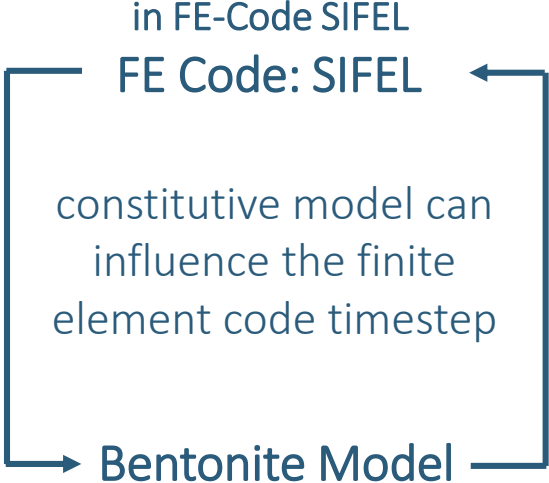 in FE-Code SIFEL
FE Code: SIFEL
constitutive model can
influence the finite
element code timestep
Bentonite Model